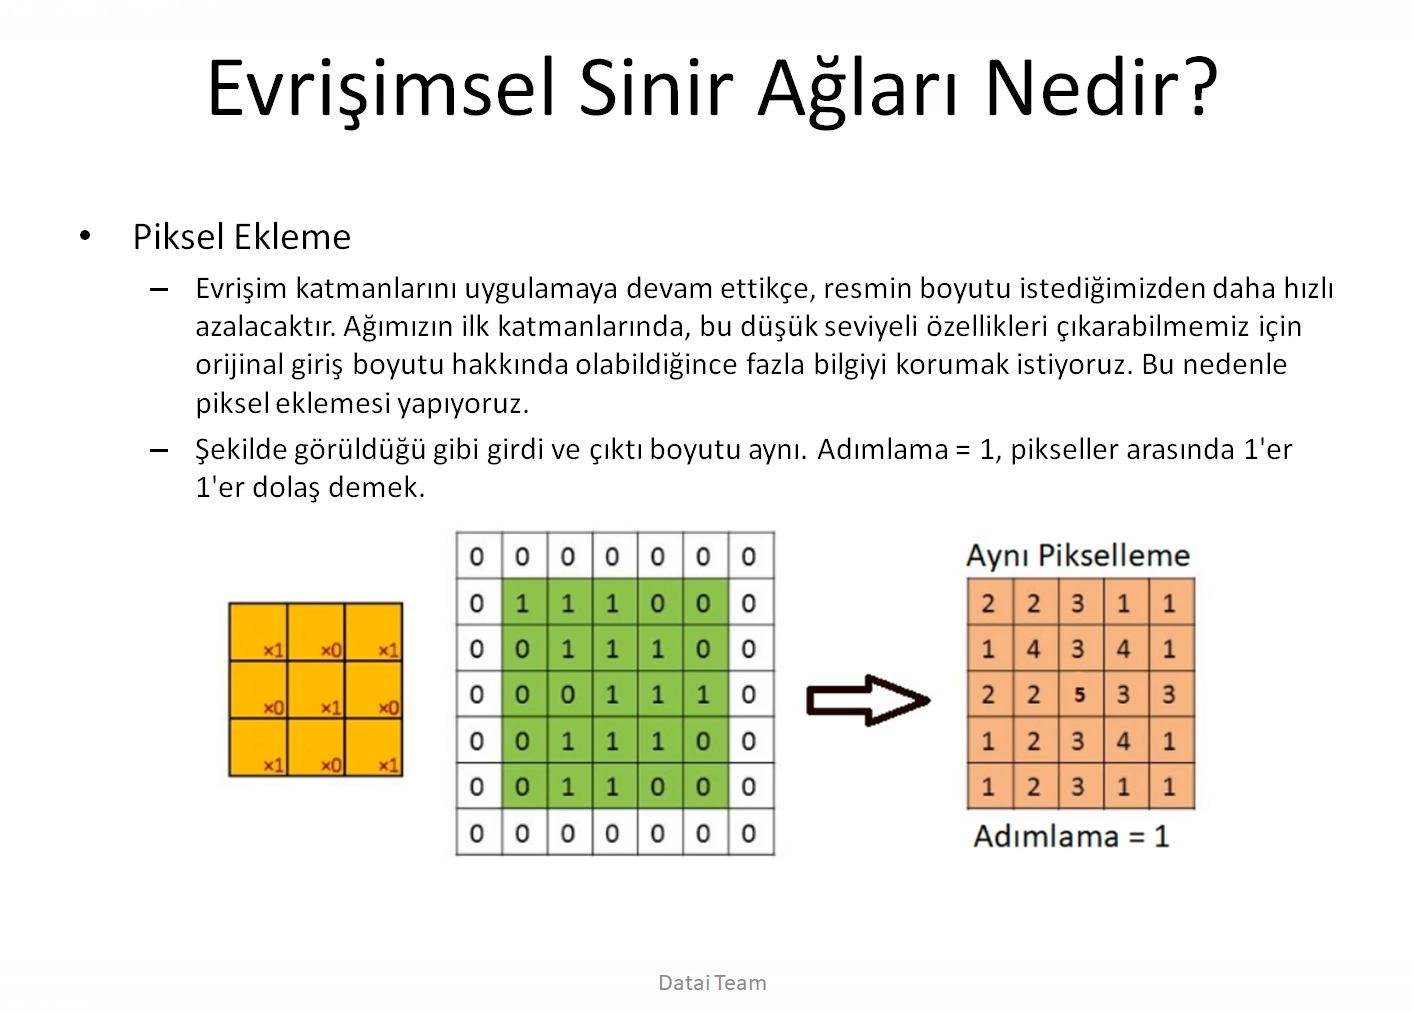 Evrişimsel Sinir Ağları Nedir?
• Piksel Ekleme
– Evrişim katmanlarını uygulamaya devam ettikçe, resmin boyutu istediğimizden daha hızlı
azalacaktır. Ağımızın ilk katmanlarında, bu düşük seviyeli özellikleri çıkarabilmemiz için
orijinal giriş boyutu hakkında olabildiğince fazla bilgiyi korumak istiyoruz. Bu nedenle
piksel eklemesi yapıyoruz.
– Şekilde görüldüğü gibi girdi ve çıktı boyutu aynı. Adımlama = 1, pikseller arasında 1'er
1'er dolaş demek.
×1 ×0 ×1
×0 ×1 ×0
×1 ×0 ×1
0 0 0 0 0 0 0
0 1 1 1 0 0 0
0 0 1 1 1 0 0
0 0 0 1 1 1 0
0 0 1 1 1 0 0
0 0 1 1 0 0 0
0 0 0 0 0 0 0
Aynı Pikselleme
2 2 3 1 1
1 4 3 4 1
2 2 5 3 3
1 2 3 4 1
1 2 3 1 1
Adımlama = 1
Datai Team